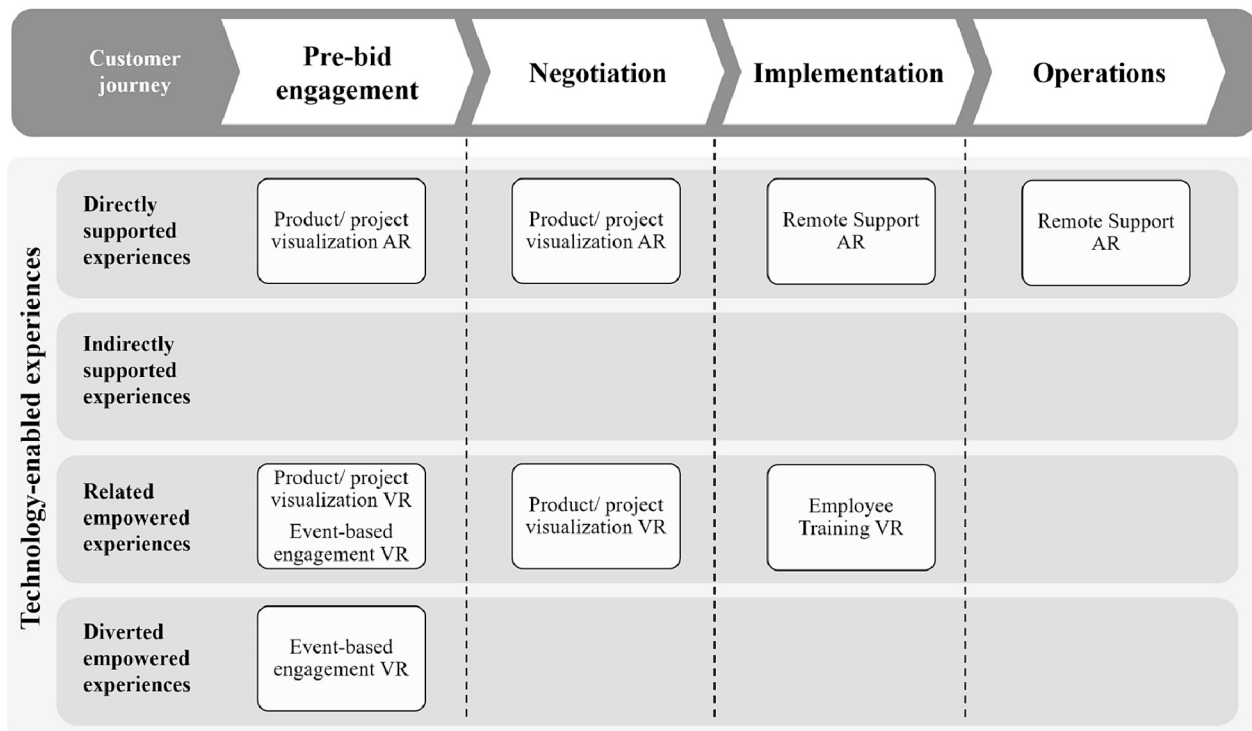 Customer
journey
Pre-bid
engagement
Negotiation
Implementation
Operations
Technology-enabled experiences
Directly
supported
experiences
Product/ project
visualization AR
Product/ project
visualization AR
Remote Support
AR
Remote Support
AR
Indirectly
supported
experiences
Related
empowered
experiences
Product/ project
visualization VR
Event-based
engagement VR
Product/ project
visualization VR
Employee
Training VR
Diverted
empowered
experiences
Event-based
engagement VR